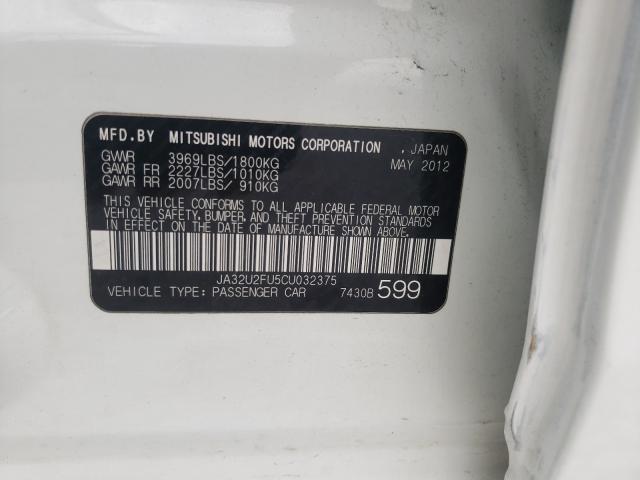 MFD.BY MITSUBISHI MOTORS CORPORATION , JAPAN
GVWR 3969LBS/1800KG MAY 2012
GAWR FR 2227LBS/1010KG
GAWR RR 2007LBS/ 910KG
THIS VEHICLE CONFORMS TO ALL APPLICABLE FEDERAL MOTOR
VEHICLE SAFETY, BUMPER, AND THEFT PREVENTION STANDARDS
IN EFFECT ON THE DATE OF MANUFACTURE SHOWN ABOVE.
JA32U2FU5CU032375
VEHICLE TYPE: PASSENGER CAR 7430B 599